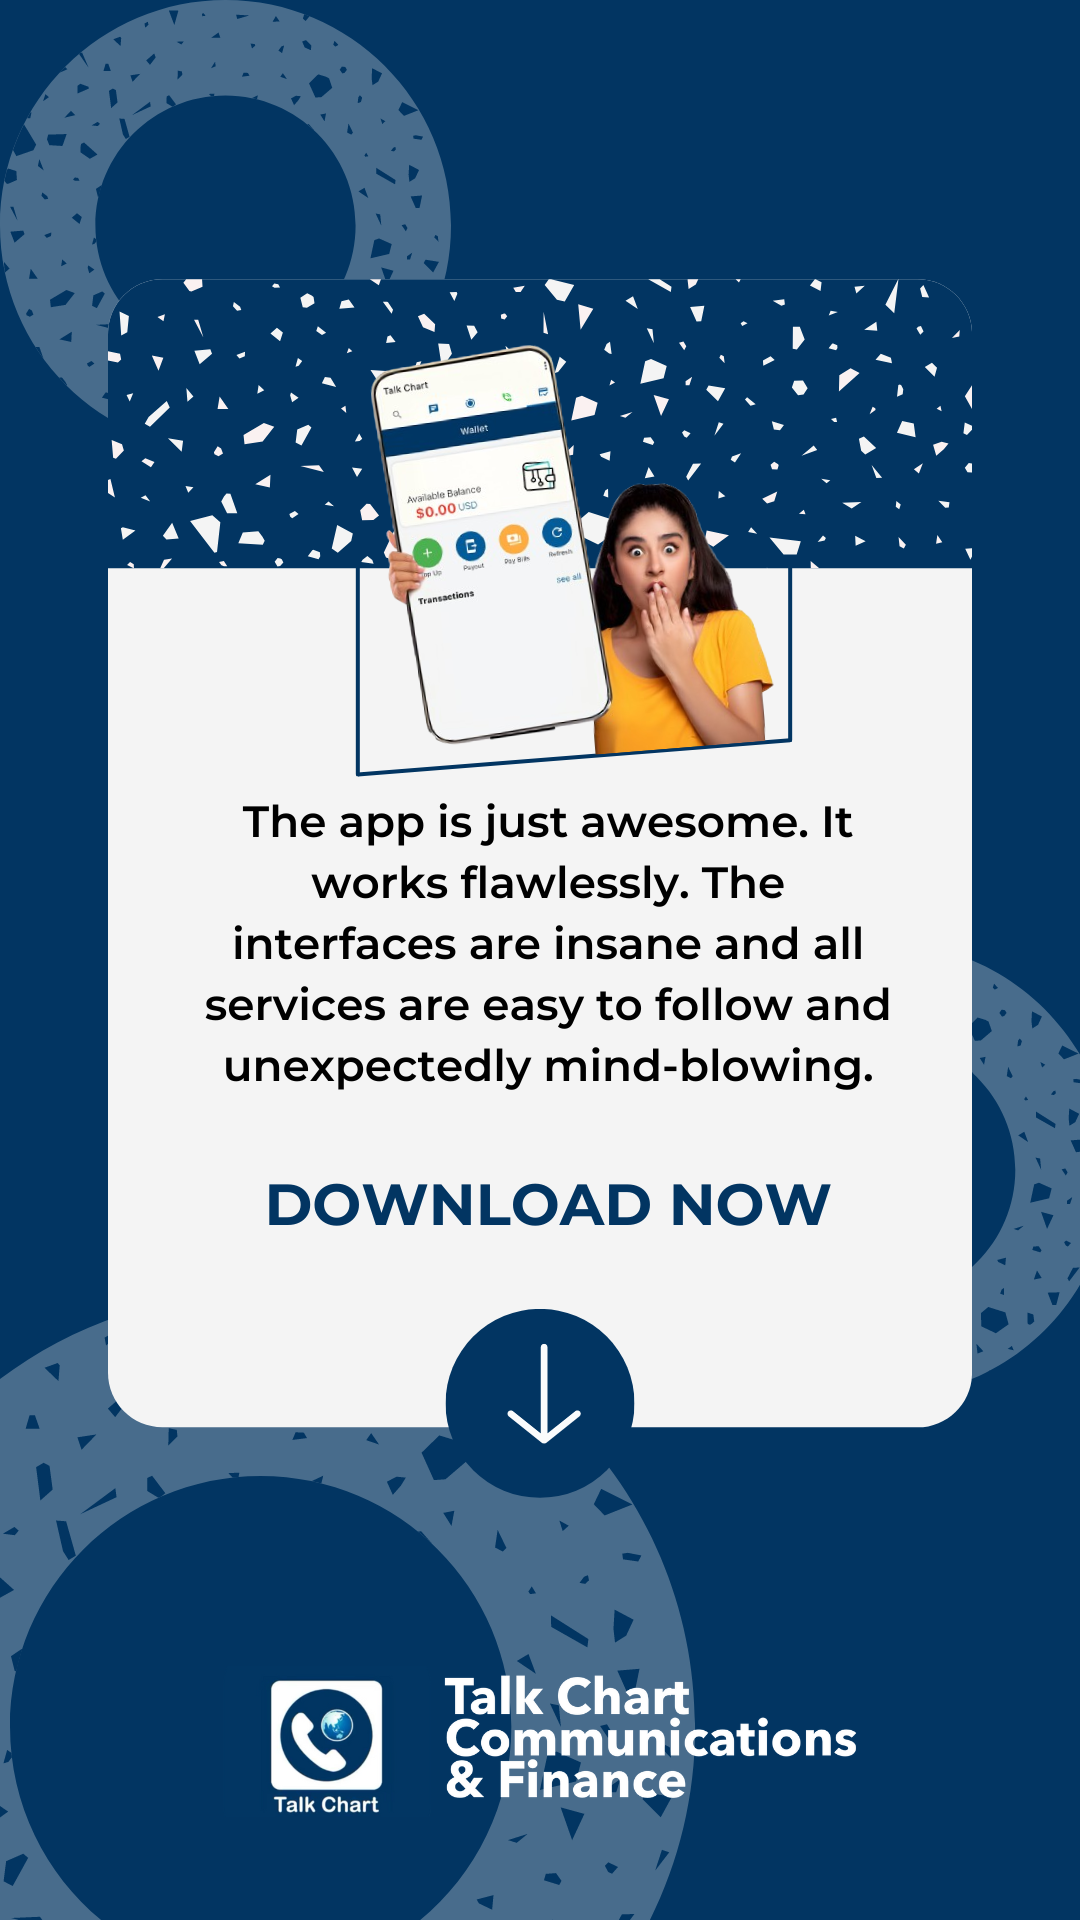 Talk Chart
Wallet
Available Balance
$0.00 USD
Top Up
Payout
Pay Bills
Refresh
see all
Transactions
The app is just awesome. It
works flawlessly. The
interfaces are insane and all
services are easy to follow and
unexpectedly mind-blowing.
DOWNLOAD NOW
Talk Chart
Talk Chart
Communications
& Finance